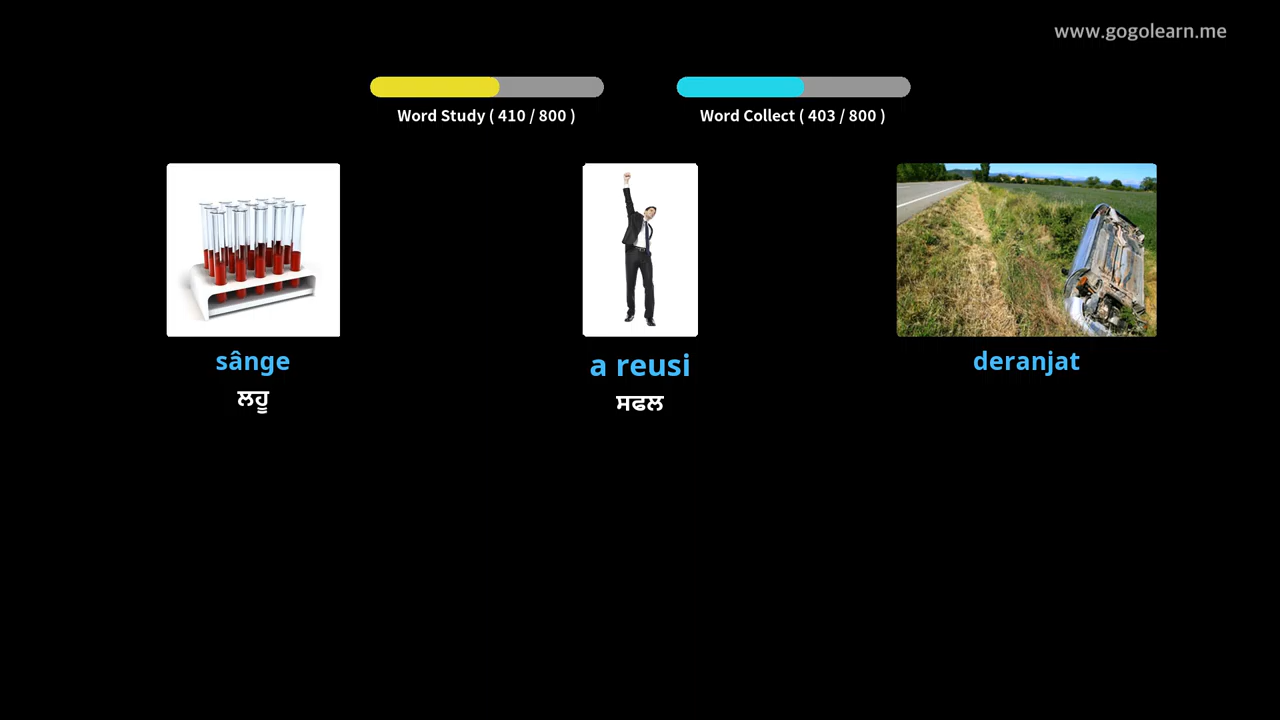 www.gogolearn.me
Word Study ( 410 / 800 )
Word Collect ( 403 / 800 )
sânge
a reusi
deranjat
ਲਹੂ
ਸਫਲ